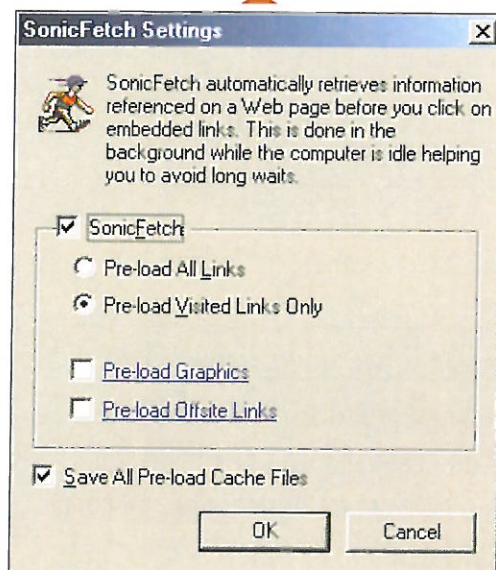 SonicFetch Settings
SonicFetch automatically retrieves information
referenced on a Web page before you click on
embedded links. This is done in the
background while the computer is idle helping
you to avoid long waits.
SonicFetch
Pre-load All Links
Pre-load Visited Links Only
Pre-load Graphics
Pre-load Offsite Links
Save All Pre-load Cache Files
OK
Cancel